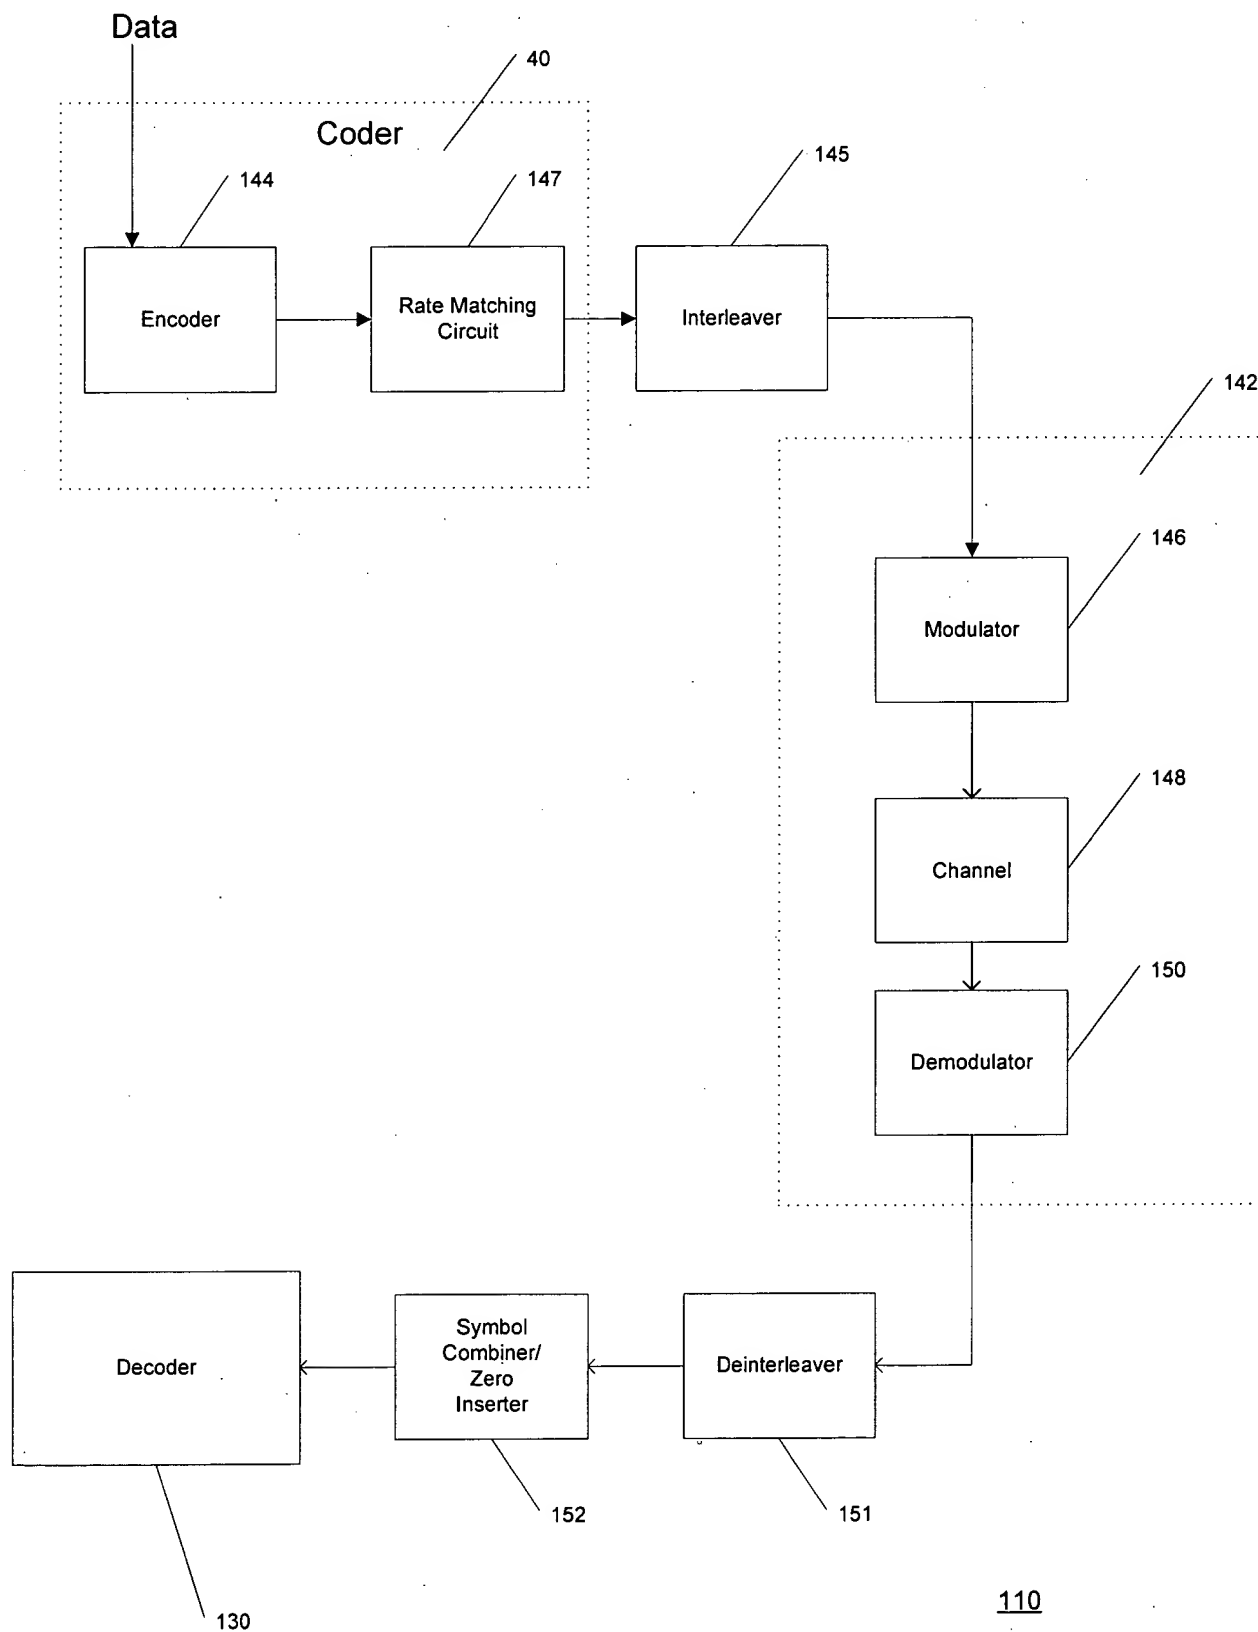 Data
40
Coder
144
147
145
Encoder
Rate Matching
Circuit
Interleaver
142
146
Modulator
148
Channel
150
Demodulator
Decoder
Symbol
Combiner/
Zero
Inserter
Deinterleaver
152
151
130
110